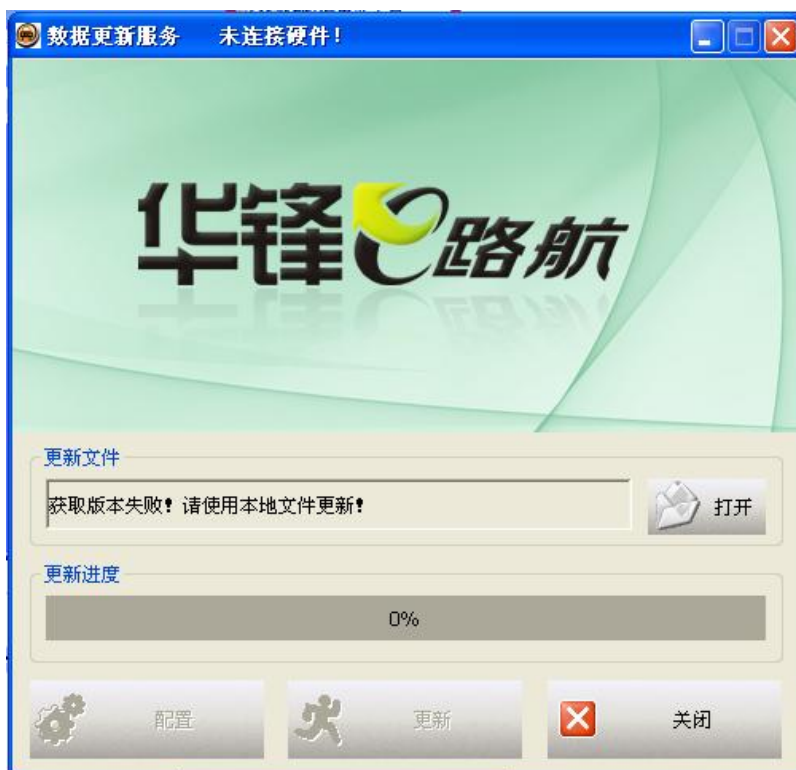 数据更新服务 未连接硬件!
华锋e路航
更新文件
获取版本失败!请使用本地文件更新!
打开
更新进度
0%
配置
更新
关闭